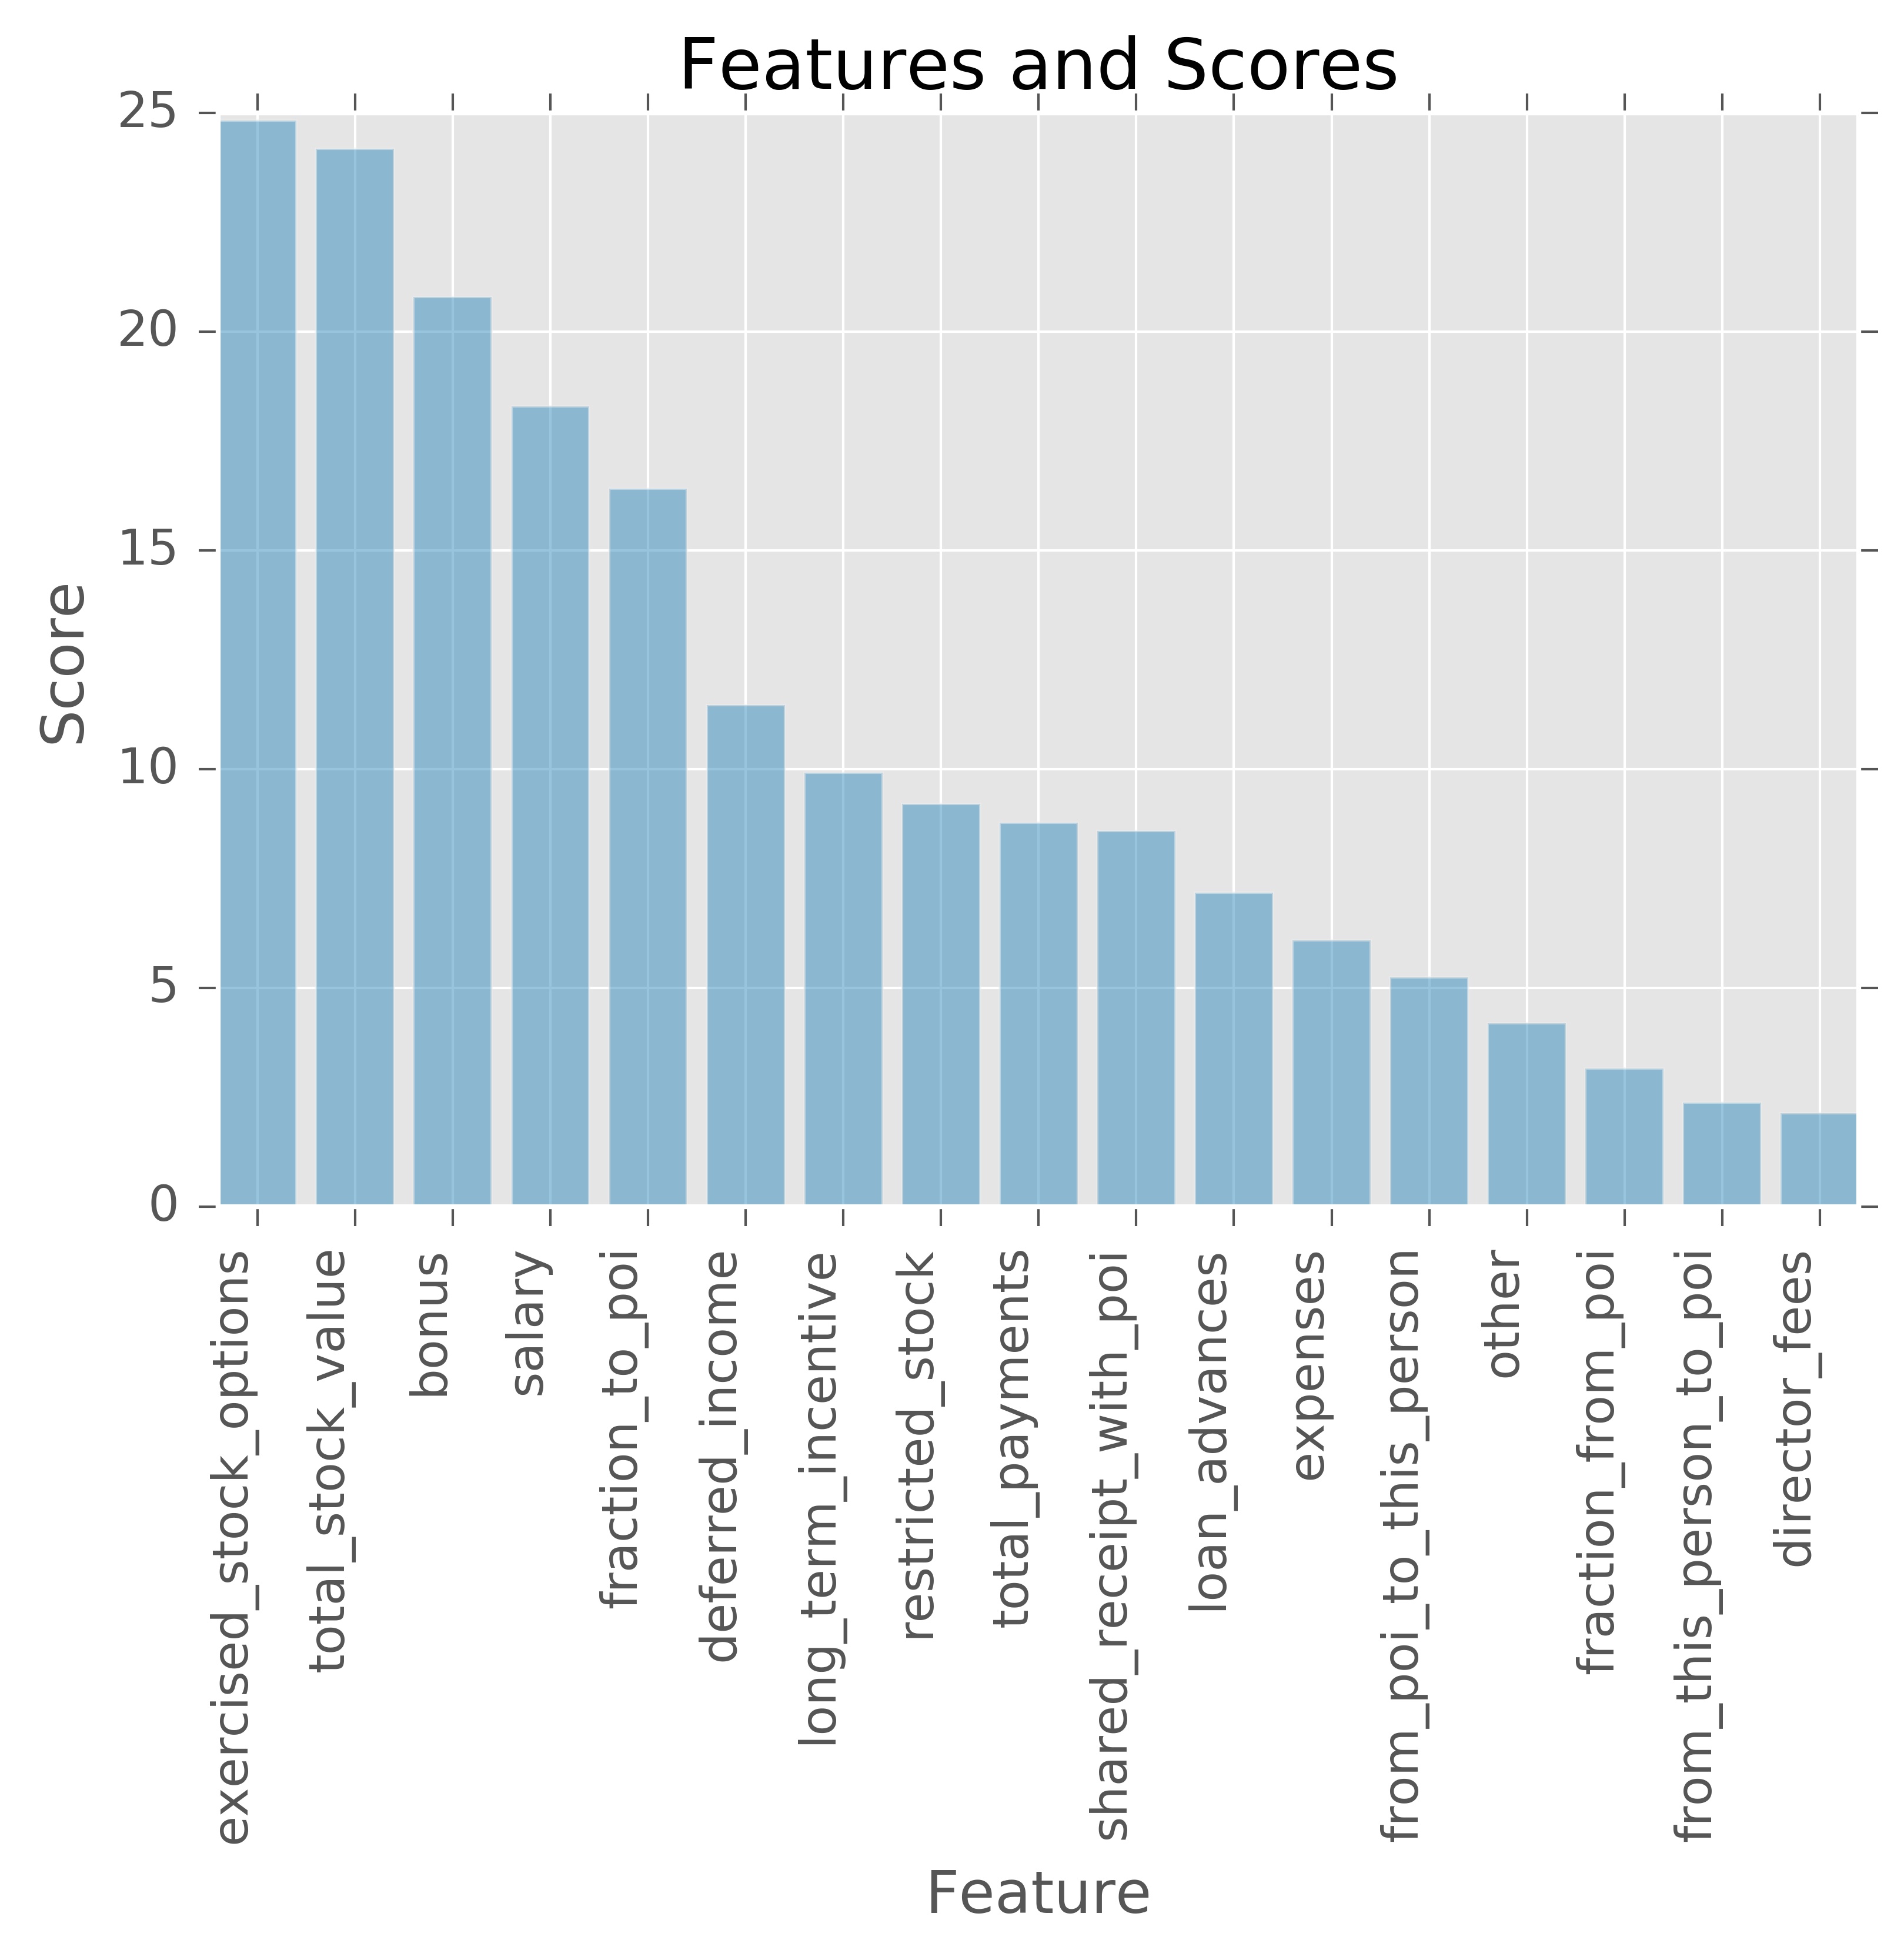 Features and Scores
25
20
15
10
5
0
Score
exercised_stock_options
total_stock_value
bonus
salary
fraction_to_poi
deferred_income
long_term_incentive
restricted_stock
total_payments
shared_receipt_with_poi
loan_advances
expenses
from_poi_to_this_person
other
fraction_from_poi
from_this_person_to_poi
director_fees
Feature